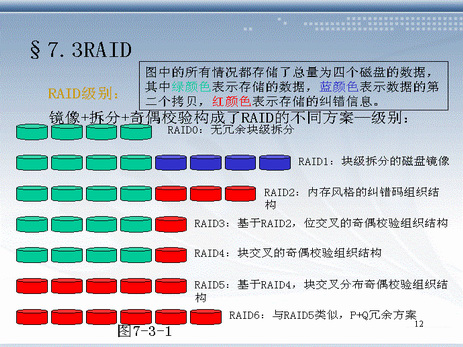 §7.3RAID
图中的所有情况都存储了总量为四个磁盘的数据，
其中绿颜色表示存储的数据，蓝颜色表示数据的第
二个拷贝，红颜色表示存储的纠错信息。
RAID级别：
镜像+拆分+奇偶校验构成了RAID的不同方案—级别：
RAID0：无冗余块级拆分
RAID1：块级拆分的磁盘镜像
RAID2：内存风格的纠错码组织结
构
RAID3：基于RAID2，位交叉的奇偶校验组织结构
RAID4：块交叉的奇偶校验组织结构
RAID5：基于RAID4，块交叉分布奇偶校验组织结
构
RAID6：与RAID5类似，P+Q冗余方案
图7-3-1
12